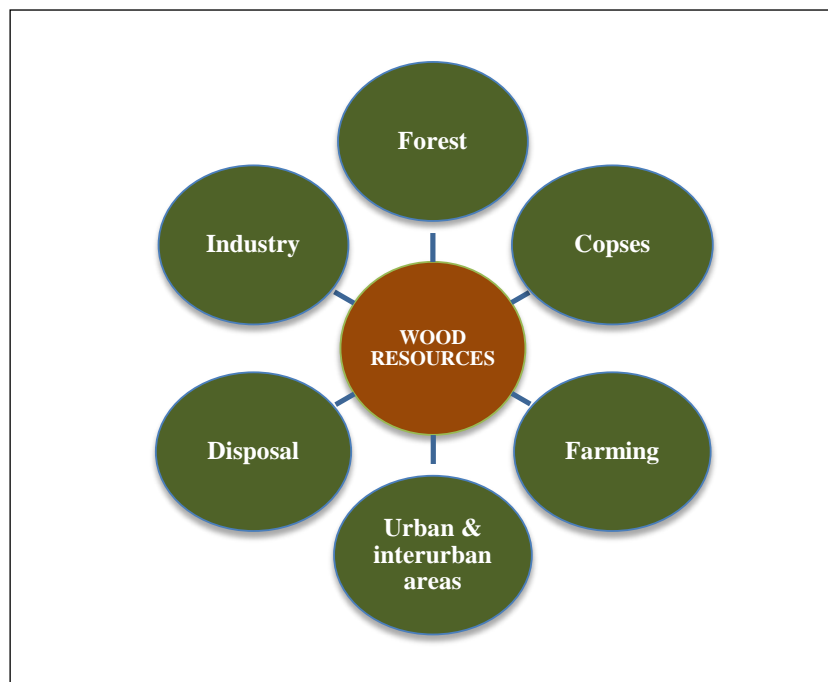 Forest
Industry
Copses
WOOD
RESOURCES
Disposal
Farming
Urban &
interurban
areas